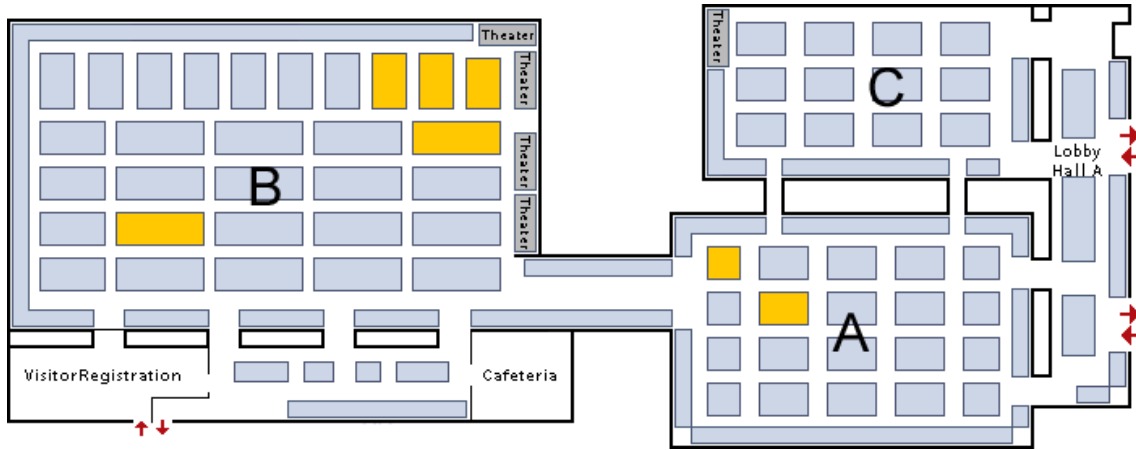 Theater
Theater
Theater
Theater
Theater
B
C
A
Lobby
Hall A
VisitorRegistration
Cafeteria